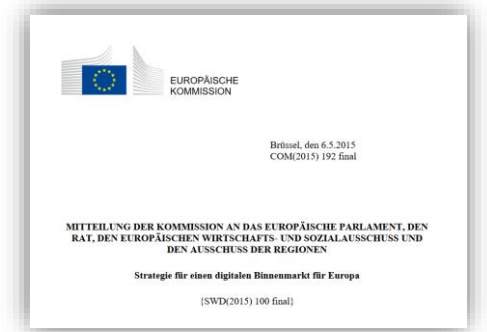 EUROPÄISCHE
KOMMISSION
Brüssel, den 6.5.2015
COM(2015) 192 final
MITTEILUNG DER KOMMISSION AN DAS EUROPÄISCHE PARLAMENT, DEN
RAT, DEN EUROPÄISCHEN WIRTSCHAFTS- UND SOZIALAUSSCHUSS UND
DEN AUSSCHUSS DER REGIONEN
Strategie für einen digitalen Binnenmarkt für Europa
{SWD(2015) 100 final}